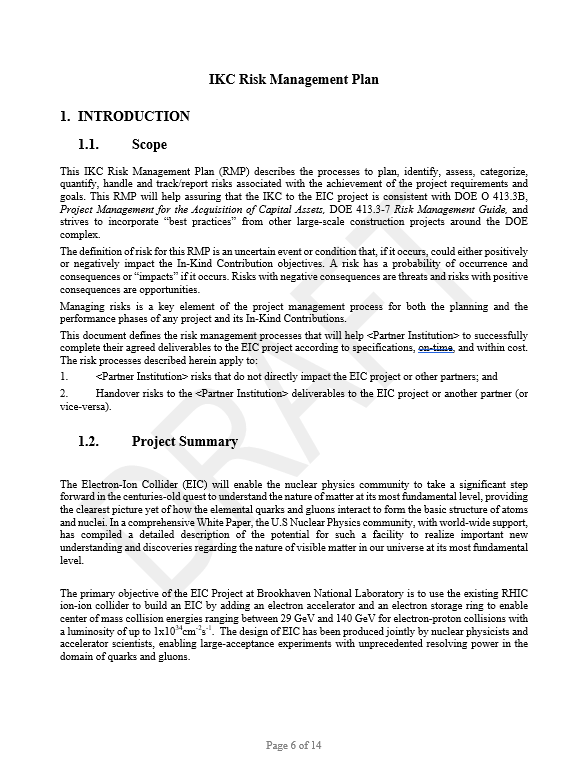 IKC Risk Management Plan
1. INTRODUCTION
1.1. Scope
This IKC Risk Management Plan (RMP) describes the processes to plan, identify, assess, categorize,
quantify, handle and track/report risks associated with the achievement of the project requirements and
goals. This RMP will help assuring that the IKC to the EIC project is consistent with DOE O 413.3B,
Project Management for the Acquisition of Capital Assets, DOE 413.3-7 Risk Management Guide, and
strives to incorporate “best practices” from other large-scale construction projects around the DOE
complex.
The definition of risk for this RMP is an uncertain event or condition that, if it occurs, could either positively
or negatively impact the In-Kind Contribution objectives. A risk has a probability of occurrence and
consequences or “impacts” if it occurs. Risks with negative consequences are threats and risks with positive
consequences are opportunities.
Managing risks is a key element of the project management process for both the planning and the
performance phases of any project and its In-Kind Contributions.
This document defines the risk management processes that will help <Partner Institution> to successfully
complete their agreed deliverables to the EIC project according to specifications, on-time, and within cost.
The risk processes described herein apply to:
1. <Partner Institution> risks that do not directly impact the EIC project or other partners; and
2. Handover risks to the <Partner Institution> deliverables to the EIC project or another partner (or
vice-versa).
1.2. Project Summary
The Electron-Ion Collider (EIC) will enable the nuclear physics community to take a significant step
forward in the centuries-old quest to understand the nature of matter at its most fundamental level, providing
the clearest picture yet of how the elemental quarks and gluons interact to form the basic structure of atoms
and nuclei. In a comprehensive White Paper, the U.S Nuclear Physics community, with world-wide support,
has compiled a detailed description of the potential for such a facility to realize important new
understanding and discoveries regarding the nature of visible matter in our universe at its most fundamental
level.
The primary objective of the EIC Project at Brookhaven National Laboratory is to use the existing RHIC
ion-ion collider to build an EIC by adding an electron accelerator and an electron storage ring to enable
center of mass collision energies ranging between 29 GeV and 140 GeV for electron-proton collisions with
a luminosity of up to 1x10³⁴cm⁻²s⁻¹. The design of EIC has been produced jointly by nuclear physicists and
accelerator scientists, enabling large-acceptance experiments with unprecedented resolving power in the
domain of quarks and gluons.
DRAFT
Page 6 of 14